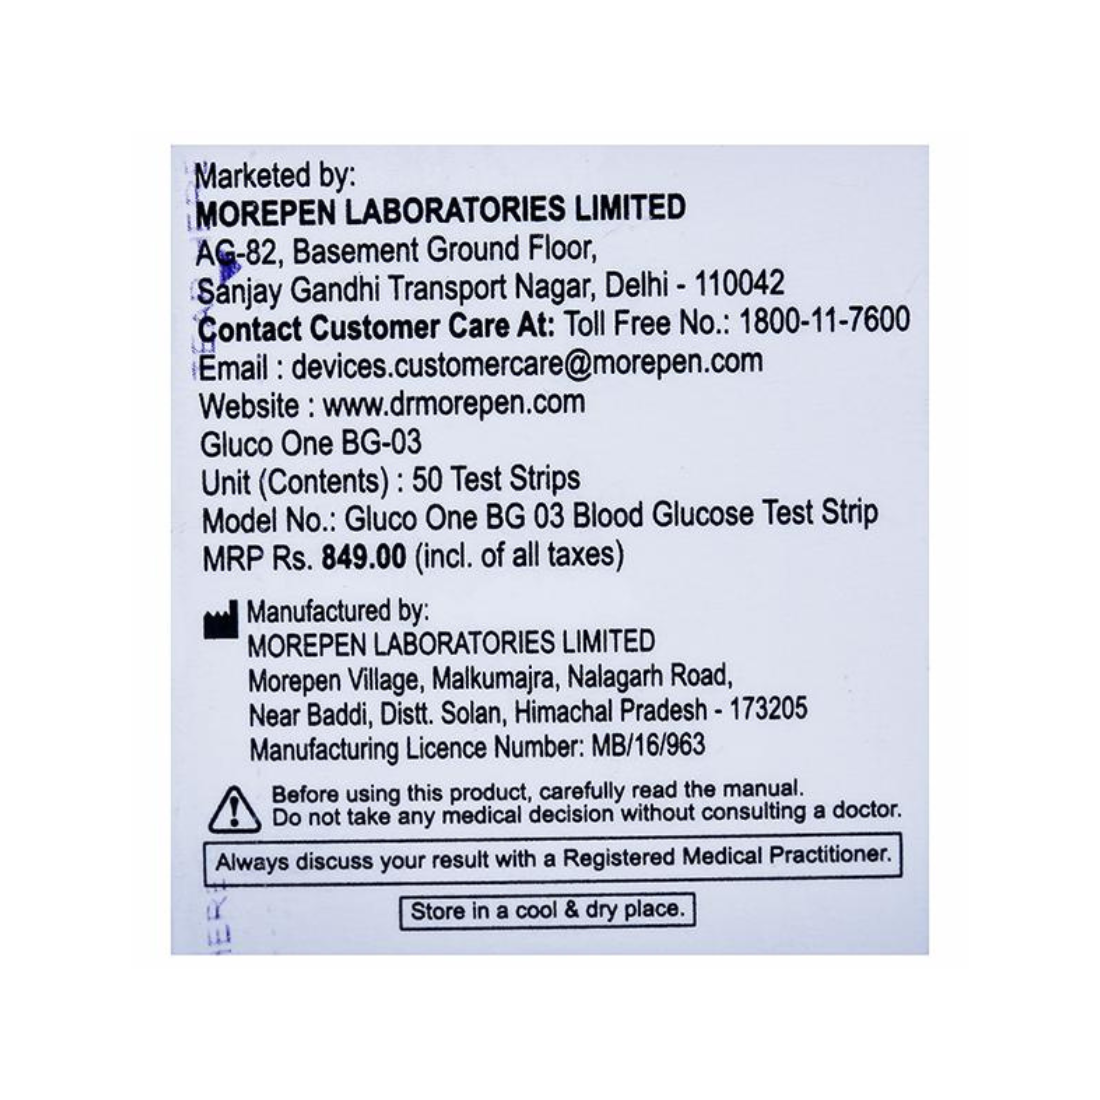 Marketed by:
MOREPEN LABORATORIES LIMITED
AG-82, Basement Ground Floor,
Sanjay Gandhi Transport Nagar, Delhi - 110042
Contact Customer Care At: Toll Free No.: 1800-11-7600
Email : devices.customercare@morepen.com
Website : www.drmorepen.com
Gluco One BG-03
Unit (Contents) : 50 Test Strips
Model No.: Gluco One BG 03 Blood Glucose Test Strip
MRP Rs. 849.00 (incl. of all taxes)
Manufactured by:
MOREPEN LABORATORIES LIMITED
Morepen Village, Malkumajra, Nalagarh Road,
Near Baddi, Distt. Solan, Himachal Pradesh - 173205
Manufacturing Licence Number: MB/16/963
Before using this product, carefully read the manual.
Do not take any medical decision without consulting a doctor.
Always discuss your result with a Registered Medical Practitioner.
Store in a cool & dry place.